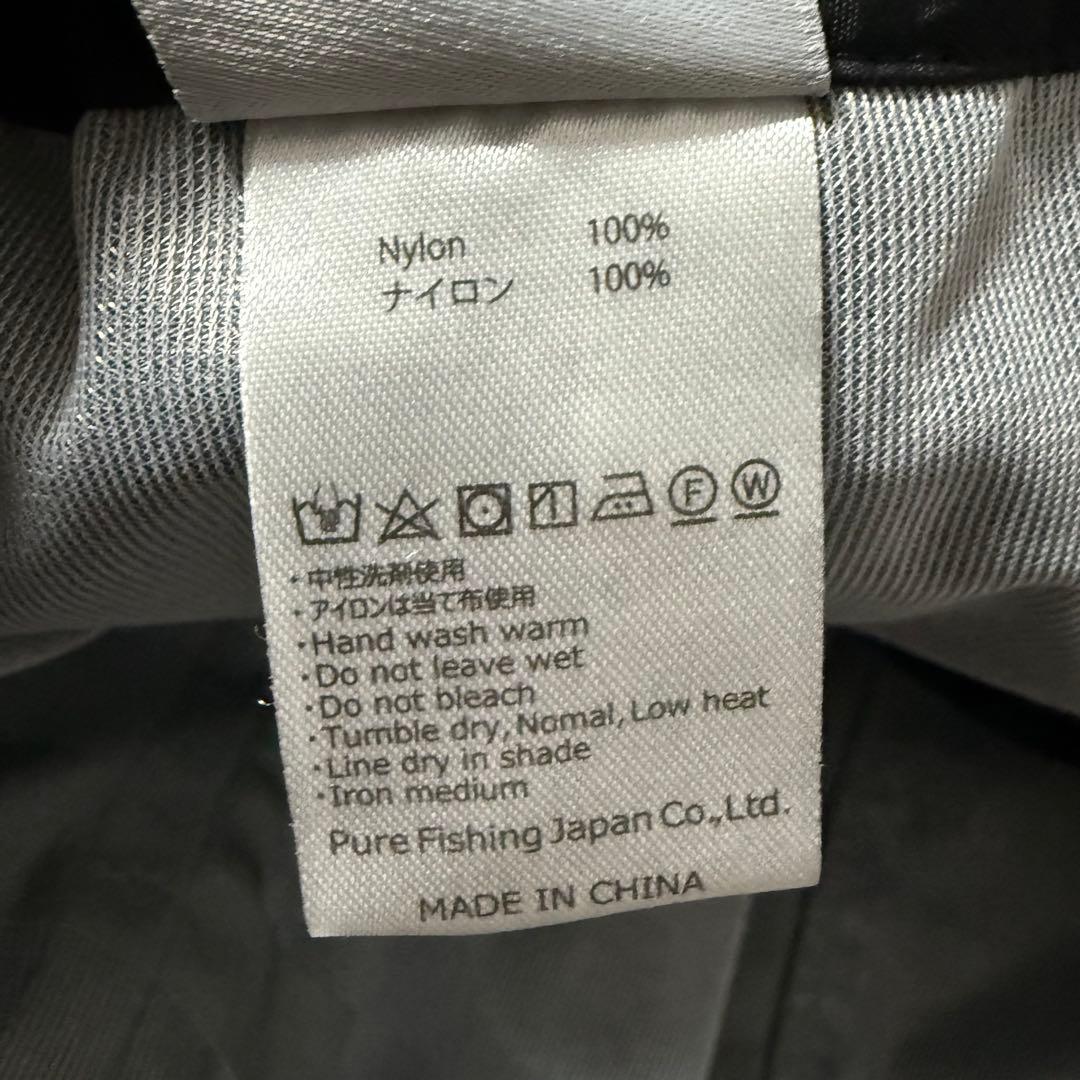 Nylon 100%
ナイロン 100%
F W
・中性洗剤使用
・アイロンは当て布使用
・Hand wash warm
・Do not leave wet
・Do not bleach
・Tumble dry, Nomal, Low heat
・Line dry in shade
・Iron medium
Pure Fishing Japan Co.,Ltd.
MADE IN CHINA